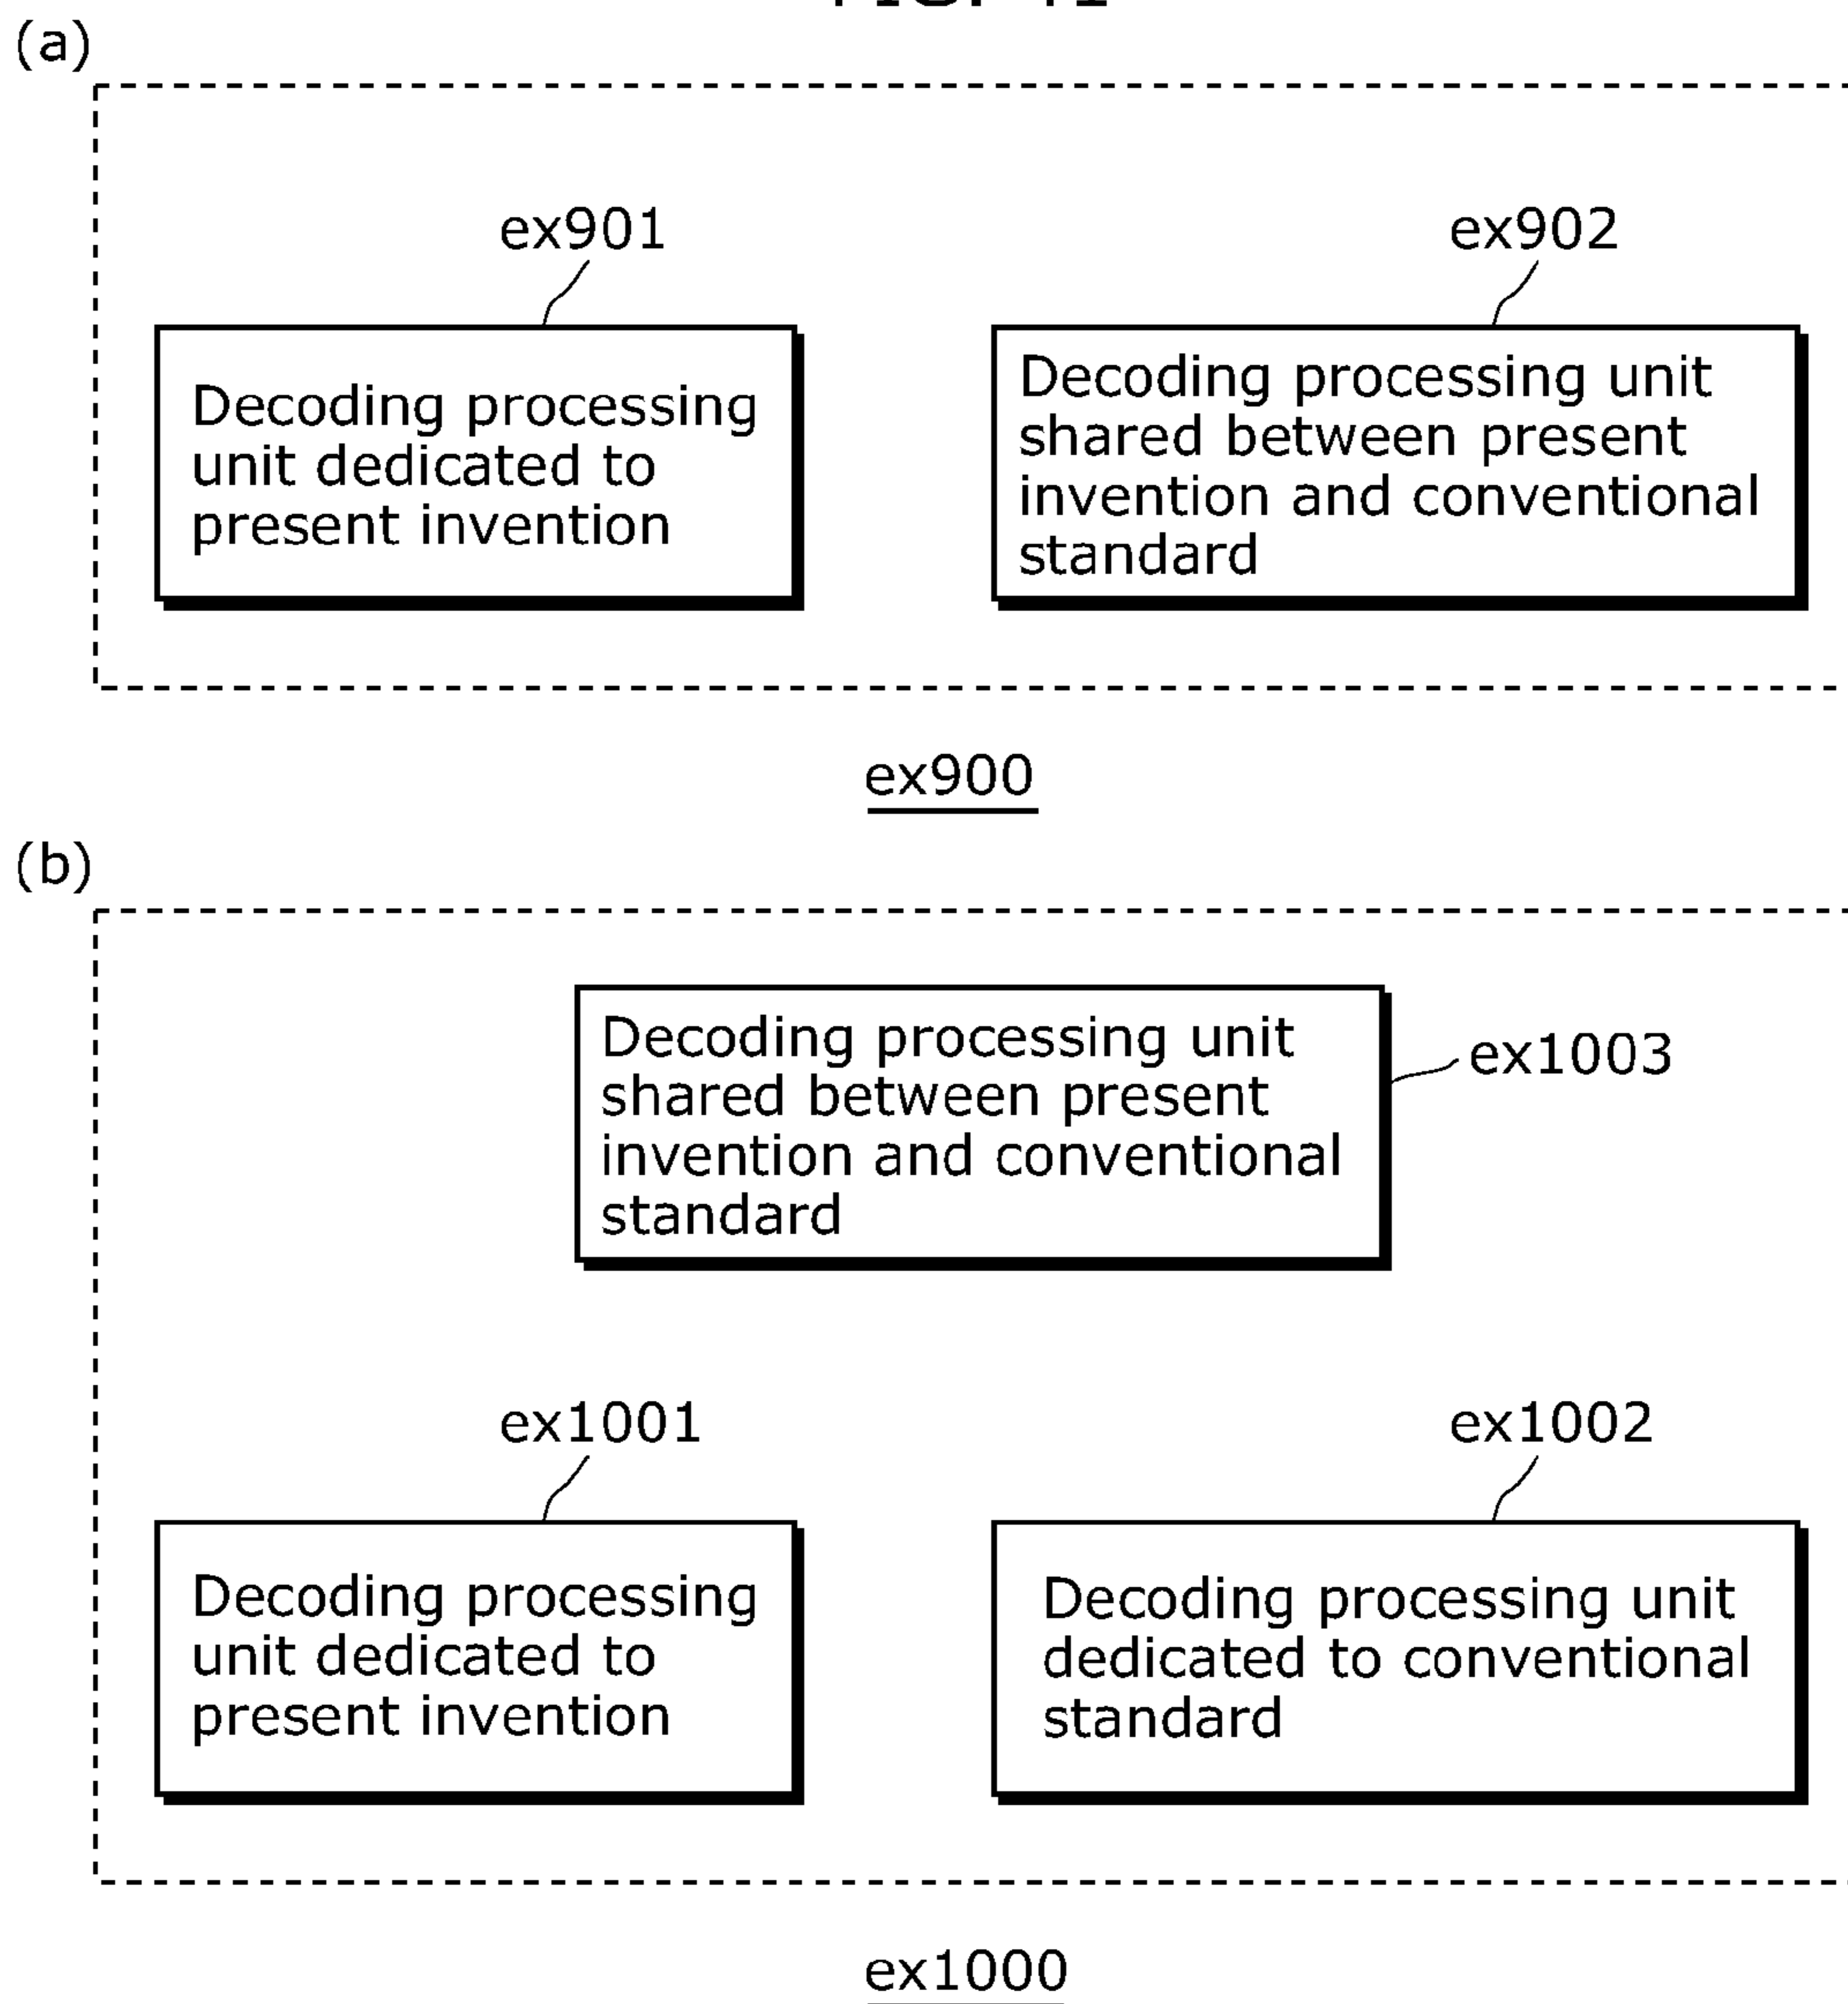 (a)
ex901
ex902
Decoding processing
unit dedicated to
present invention
Decoding processing unit
shared between present
invention and conventional
standard
ex900
(b)
Decoding processing unit
shared between present
invention and conventional
standard
ex1003
ex1001
ex1002
Decoding processing
unit dedicated to
present invention
Decoding processing unit
dedicated to conventional
standard
ex1000